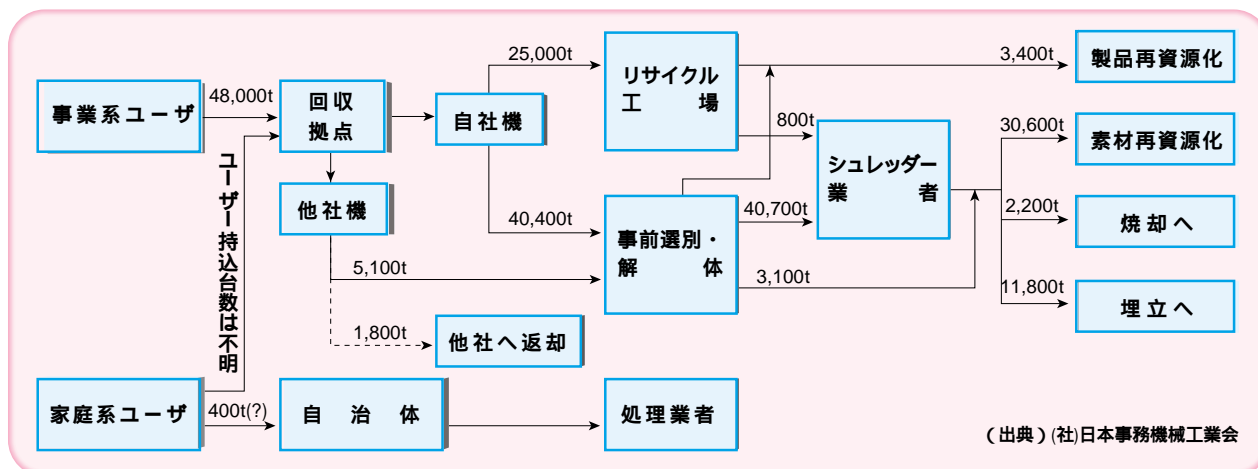 事業系ユーザ
48,000t
回収
拠点
自社機
25,000t
リサイクル
工場
3,400t
製品再資源化
800t
シュレッダー
業者
30,600t
素材再資源化
ユーザー持込台数は不明
他社機
40,400t
事前選別・
解体
40,700t
2,200t
焼却へ
5,100t
3,100t
11,800t
埋立へ
1,800t
他社へ返却
家庭系ユーザ
400t(?)
自治体
処理業者
（出典）(社)日本事務機械工業会